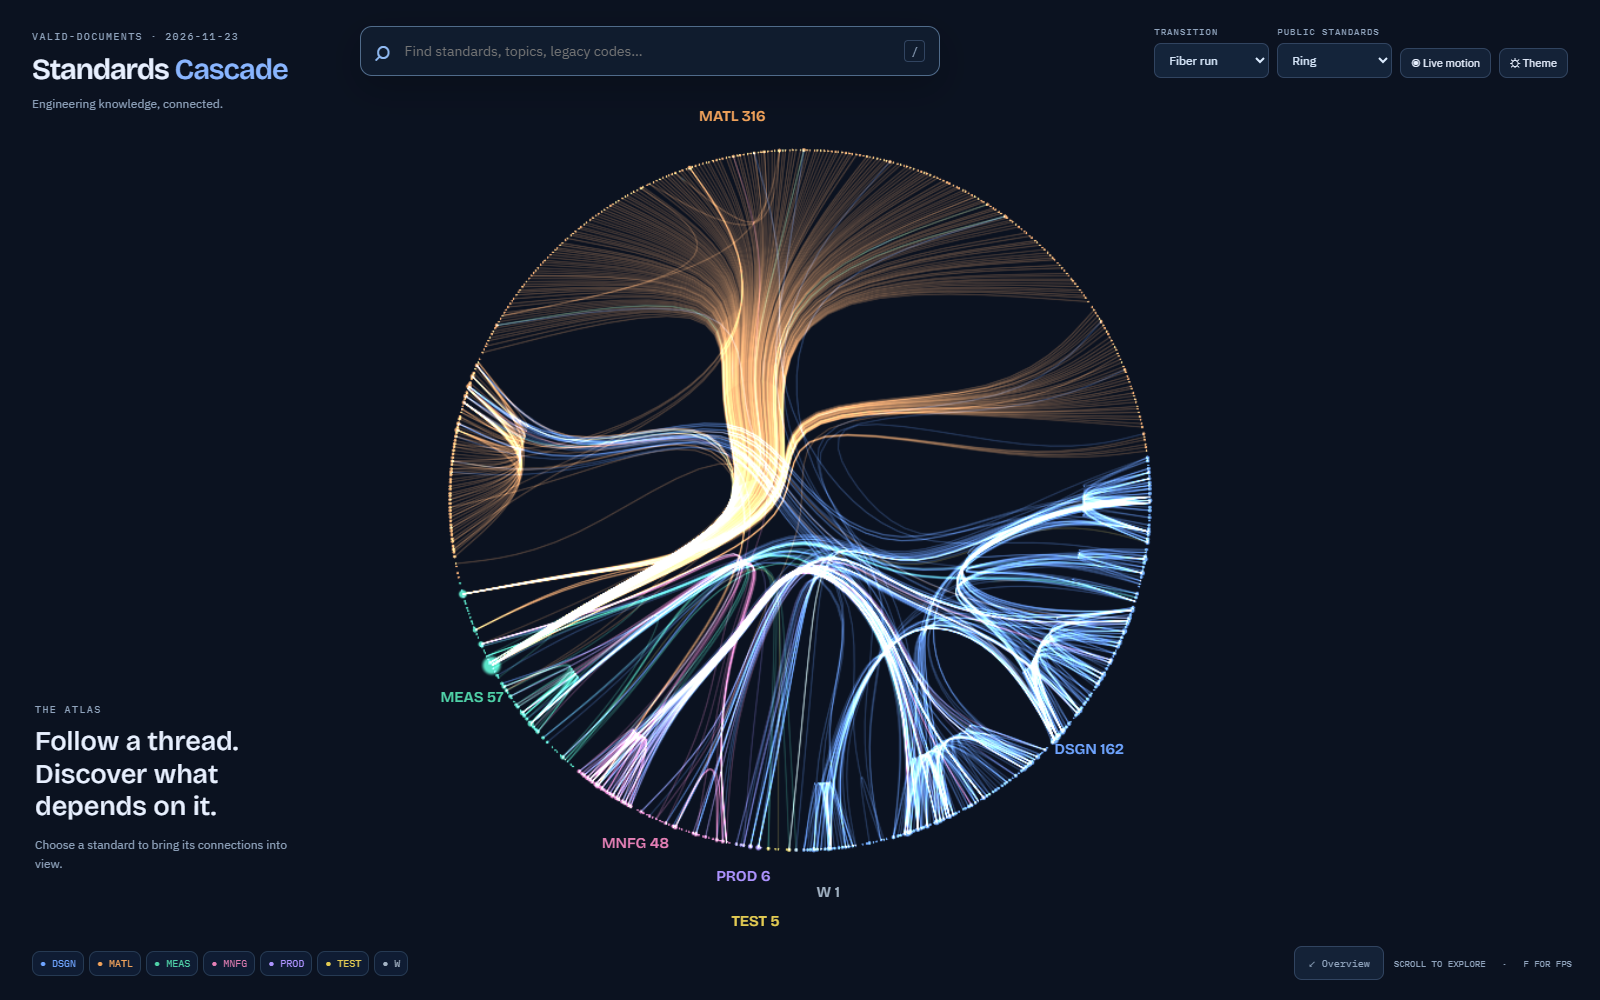 VALID-DOCUMENTS · 2026-11-23
Standards Cascade
Engineering knowledge, connected.
Find standards, topics, legacy codes...
/
TRANSITION
PUBLIC STANDARDS
Fiber run
Ring
Live motion
Theme
MATL 316
MEAS 57
DSGN 162
MNFG 48
PROD 6
W 1
TEST 5
THE ATLAS
Follow a thread.
Discover what
depends on it.
Choose a standard to bring its connections into
view.
DSGN
MATL
MEAS
MNFG
PROD
TEST
W
✓ Overview
SCROLL TO EXPLORE · F FOR FPS